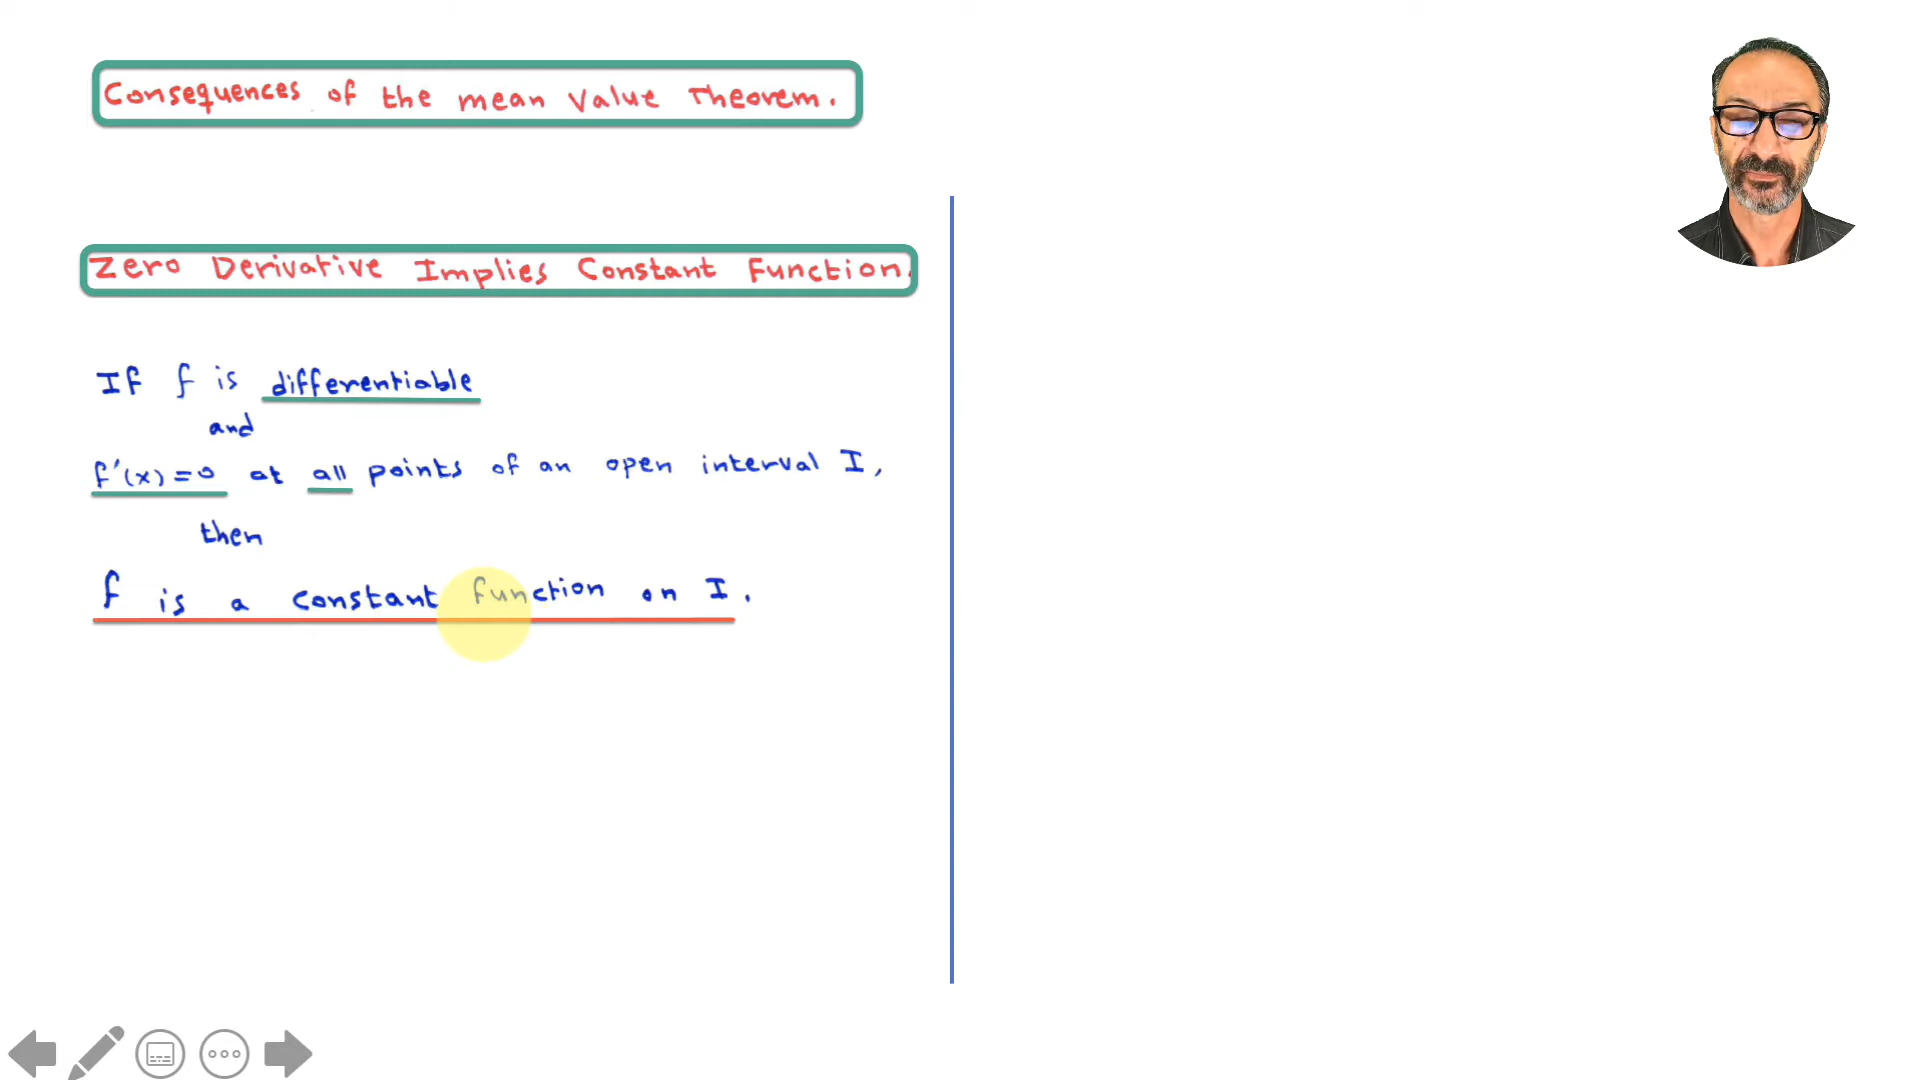 Consequences of the mean value Theorem.
Zero Derivative Implies Constant Function.
If f is differentiable
and
f'(x)=0 at all points of an open interval I,
then
f is a constant function on I.